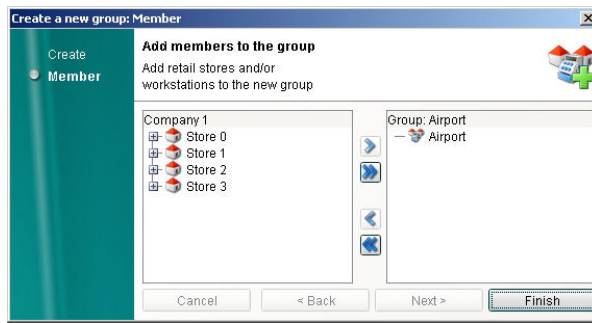 Create a new group: Member
Create
Member
Add members to the group
Add retail stores and/or
workstations to the new group
Company 1
Store 0
Store 1
Store 2
Store 3
Group: Airport
Airport
Cancel
< Back
Next >
Finish